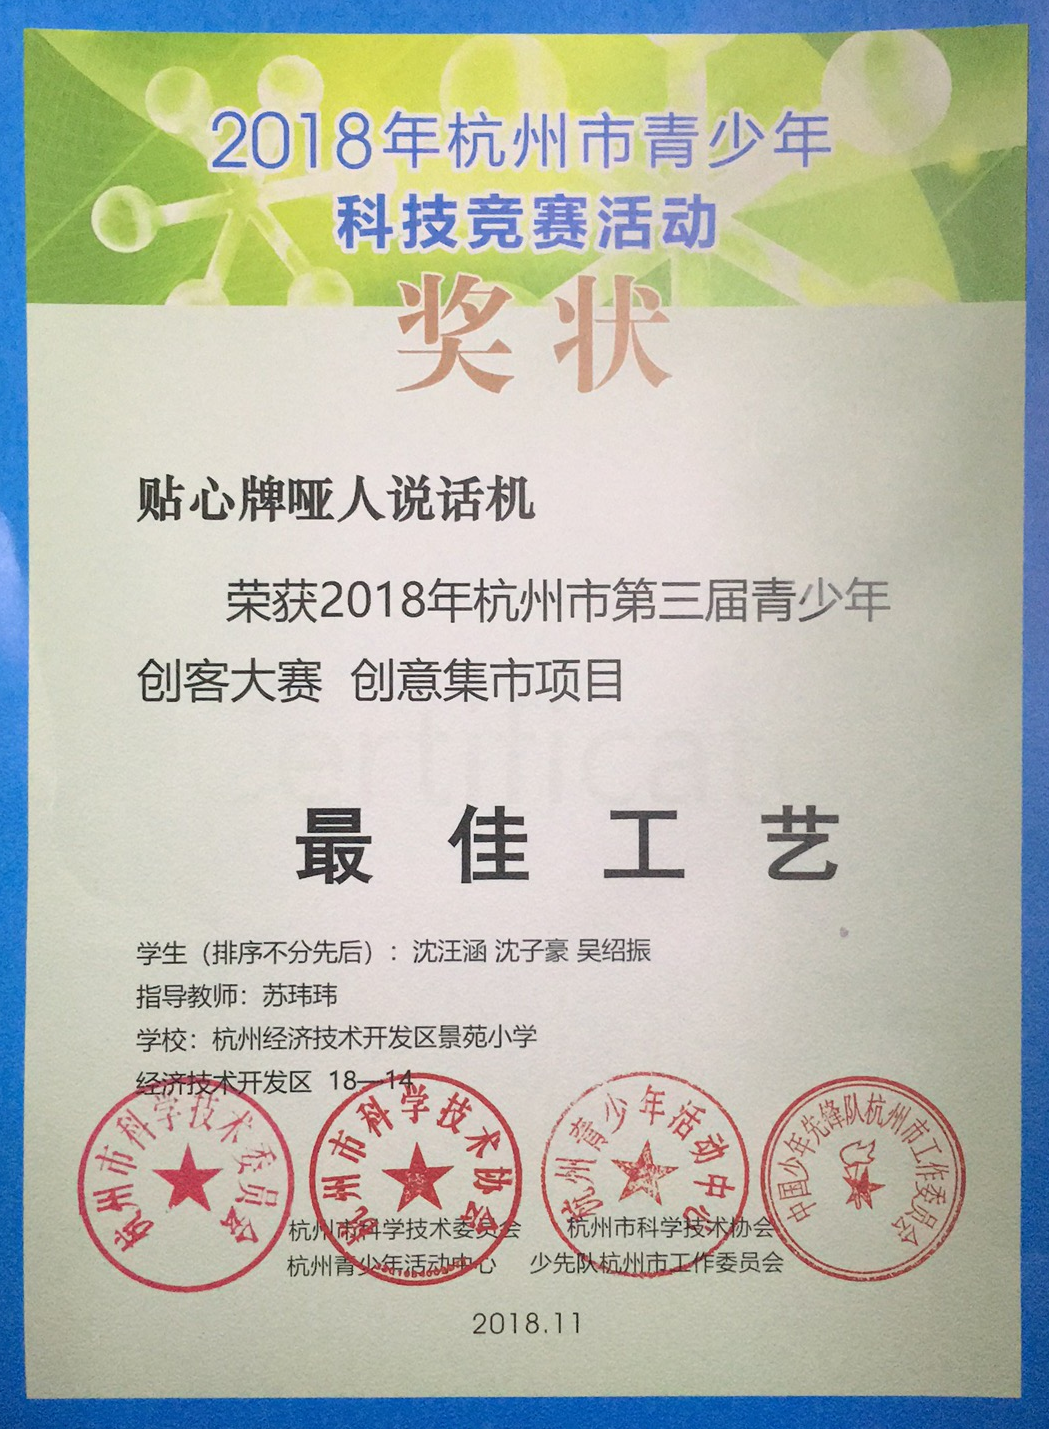 2018年杭州市青少年
科技竞赛活动
奖状
贴心牌哑人说话机
荣获2018年杭州市第三届青少年
创客大赛 创意集市项目
最佳工艺
学生（排序不分先后）：沈汪涵 沈子豪 吴绍振
指导教师：苏玮玮
学校：杭州经济技术开发区景苑小学
经济技术开发区 18—14
杭州市科学技术委员会
杭州市科学技术协会
杭州青少年活动中心
中国少年先锋队杭州市工作委员会
杭州市科学技术委员会 杭州市科学技术协会
杭州青少年活动中心 少先队杭州市工作委员会
2018.11